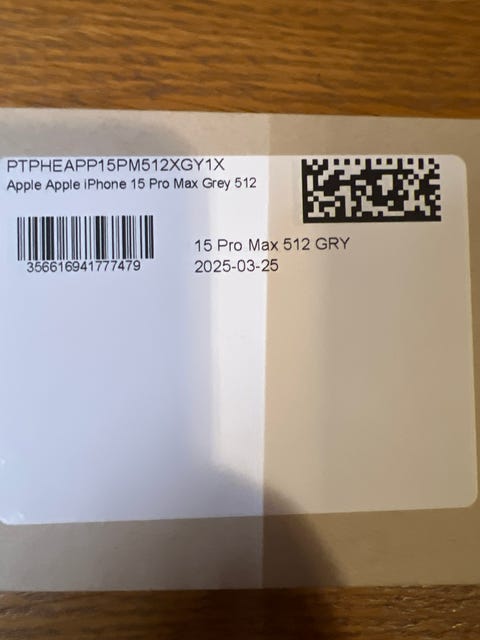 PTPHEAPP15PM512XGY1X
Apple Apple iPhone 15 Pro Max Grey 512
356616941777479
15 Pro Max 512 GRY
2025-03-25